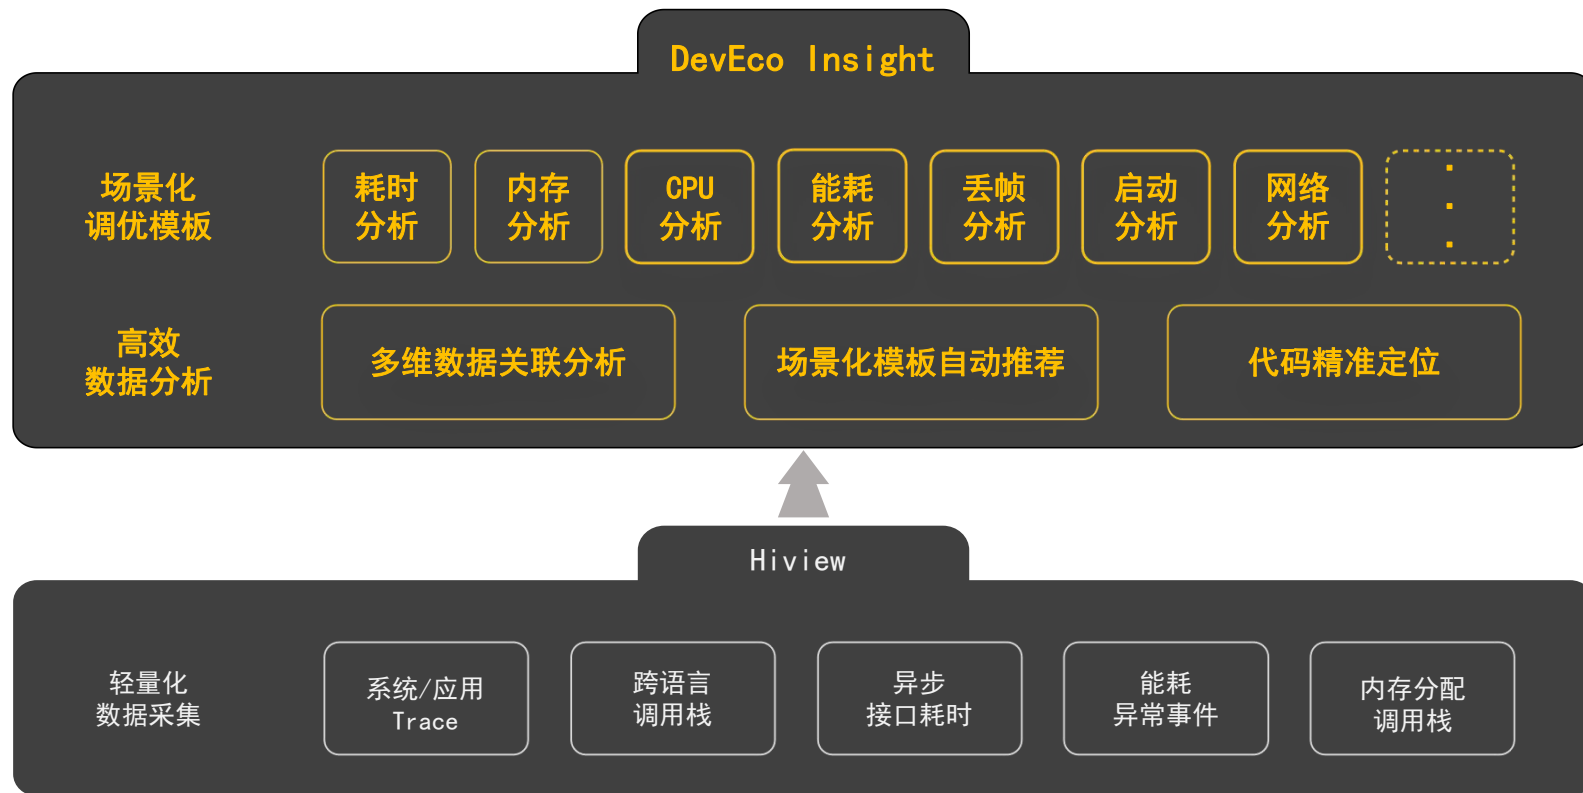 DevEco Insight
场景化
调优模板
耗时
分析
内存
分析
CPU
分析
能耗
分析
丢帧
分析
启动
分析
网络
分析
高效
数据分析
多维数据关联分析
场景化模板自动推荐
代码精准定位
Hiview
轻量化
数据采集
系统/应用
Trace
跨语言
调用栈
异步
接口耗时
能耗
异常事件
内存分配
调用栈